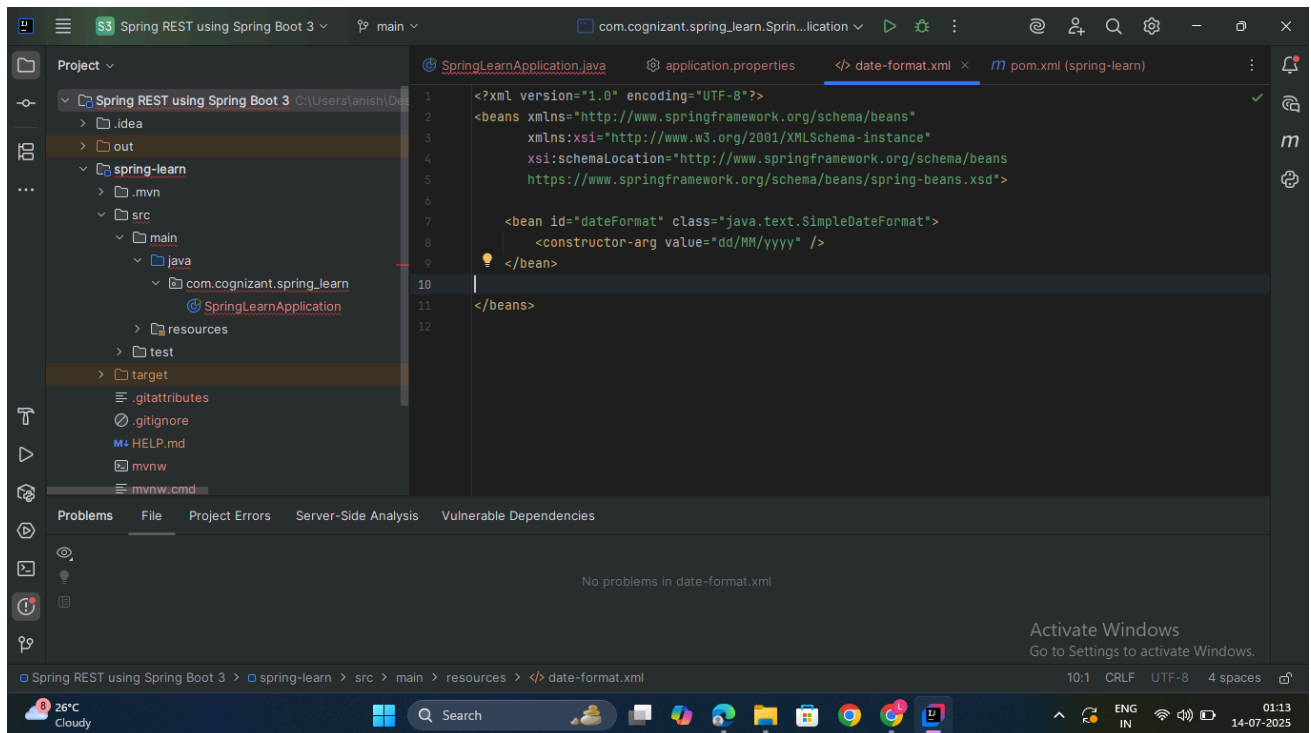 S3 Spring REST using Spring Boot 3 main com.cognizant.spring_learn.Sprin...lication
Project
SpringLearnApplication.java application.properties </> date-format.xml × m pom.xml (spring-learn)
Spring REST using Spring Boot 3 C:\Users\anish\De
.idea
out
spring-learn
.mvn
src
main
java
com.cognizant.spring_learn
SpringLearnApplication
resources
test
target
.gitattributes
.gitignore
M↓ HELP.md
mvnw
mvnw.cmd
1 <?xml version="1.0" encoding="UTF-8"?>
2 <beans xmlns="http://www.springframework.org/schema/beans"
3 xmlns:xsi="http://www.w3.org/2001/XMLSchema-instance"
4 xsi:schemaLocation="http://www.springframework.org/schema/beans
5 https://www.springframework.org/schema/beans/spring-beans.xsd">
6
7 <bean id="dateFormat" class="java.text.SimpleDateFormat">
8 <constructor-arg value="dd/MM/yyyy" />
9 </bean>
10
11 </beans>
12
m
Problems File Project Errors Server-Side Analysis Vulnerable Dependencies
No problems in date-format.xml
Activate Windows
Go to Settings to activate Windows.
Spring REST using Spring Boot 3 > spring-learn > src > main > resources > </> date-format.xml 10:1 CRLF UTF-8 4 spaces
8 26°C
Cloudy
Search
L
ENG
IN
01:13
14-07-2025